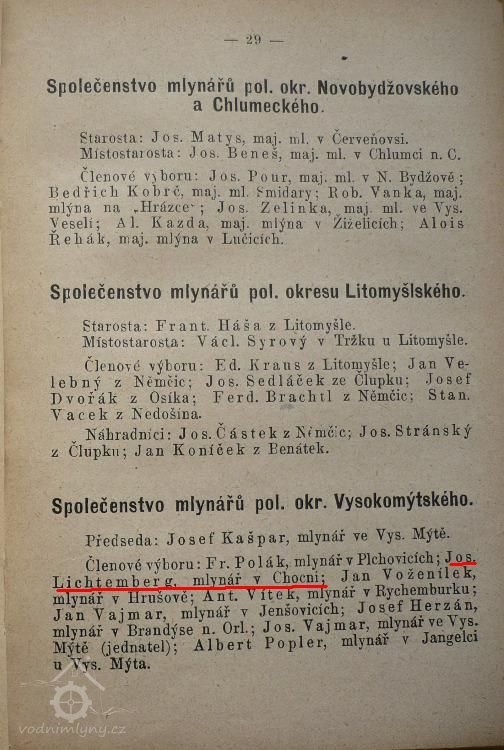 — 29 —
Společenstvo mlynářů pol. okr. Novobydžovského
a Chlumeckého.
Starosta: Jos. Matys, maj. ml. v Červeňovsi.
Místostarosta: Jos. Beneš, maj. ml. v Chlumci n. C.
Členové výboru: Jos. Pour, maj. ml. v N. Bydžově;
Bedřich Kobrč, maj. ml. Smidary; Rob. Vanka, maj.
mlýna na „Hrázce“; Jos. Zelinka, maj. ml. ve Vys.
Veselí; Al. Kazda, maj. mlýna v Žiželicích; Alois
Řehák, maj. mlýna v Lučicích.
Společenstvo mlynářů pol. okresu Litomyšlského.
Starosta: Frant. Háša z Litomyšle.
Místostarosta: Václ. Syrový v Tržku u Litomyšle.
Členové výboru: Ed. Kraus z Litomyšle; Jan Ve-
lebný z Němčic; Jos. Sedláček ze Člupku; Josef
Dvořák z Osíka; Ferd. Brachtl z Němčic; Stan.
Vacek z Nedošína.
Náhradníci: Jos. Částek z Němčic; Jos. Stránský
z Člupku; Jan Koníček z Benátek.
Společenstvo mlynářů pol. okr. Vysokomýtského.
Předseda: Josef Kašpar, mlynář ve Vys. Mýtě.
Členové výboru: Fr. Polák, mlynář v Plchovicích; Jos.
Lichtemberg, mlynář v Chocni; Jan Voženílek,
mlynář v Hrušové; Ant. Vítek, mlynář v Rychemburku;
Jan Vajmar, mlynář v Jenšovicích; Josef Herzán,
mlynář v Brandýse n. Orl.; Jos. Vajmar, mlynář ve Vys.
Mýtě (jednatel); Albert Popler, mlynář v Jangelci
u Vys. Mýta.
vodnimlyny.cz